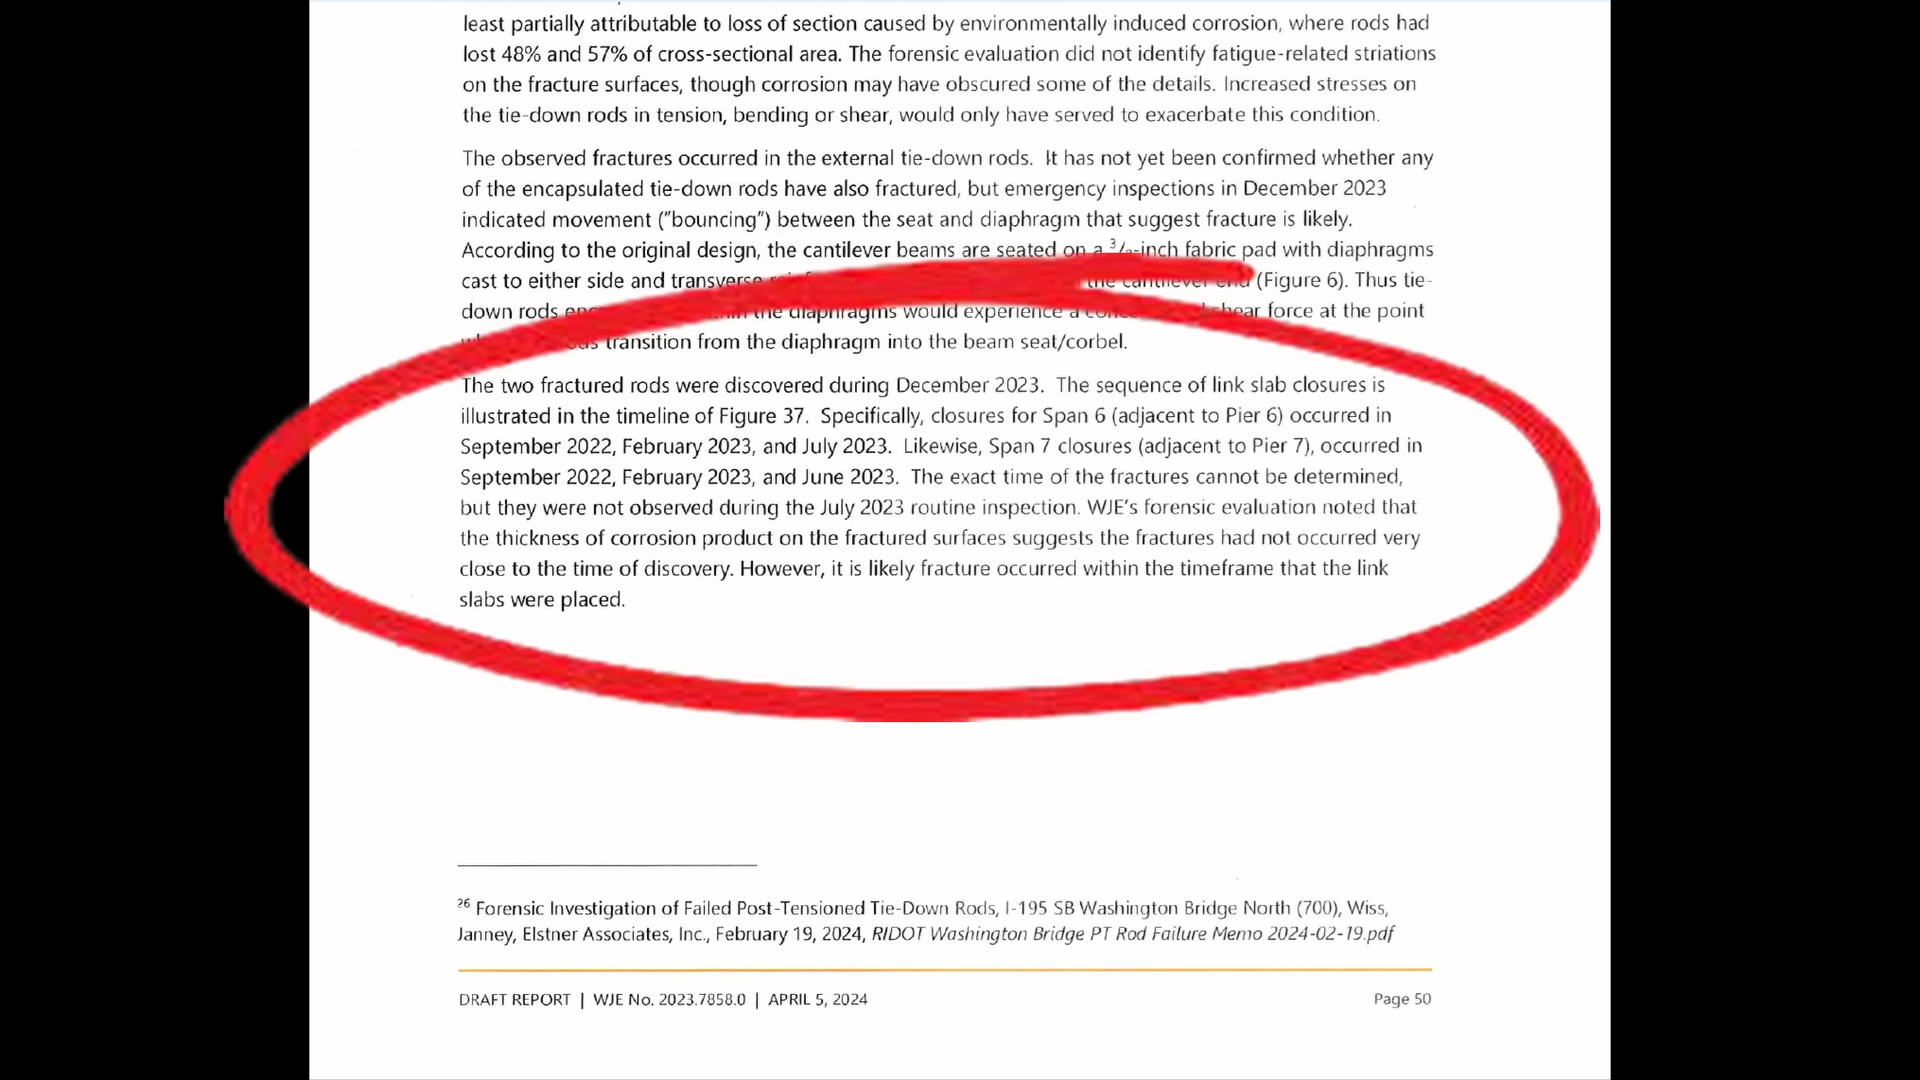 least partially attributable to loss of section caused by environmentally induced corrosion, where rods had
lost 48% and 57% of cross-sectional area. The forensic evaluation did not identify fatigue-related striations
on the fracture surfaces, though corrosion may have obscured some of the details. Increased stresses on
the tie-down rods in tension, bending or shear, would only have served to exacerbate this condition.
The observed fractures occurred in the external tie-down rods. It has not yet been confirmed whether any
of the encapsulated tie-down rods have also fractured, but emergency inspections in December 2023
indicated movement ("bouncing") between the seat and diaphragm that suggest fracture is likely.
According to the original design, the cantilever beams are seated on a -inch fabric pad with diaphragms
cast to either side and transverse the cantilever end (Figure 6). Thus tie-
down rods the diaphragms would experience a shear force at the point
transition from the diaphragm into the beam seat/corbel.
The two fractured rods were discovered during December 2023. The sequence of link slab closures is
illustrated in the timeline of Figure 37. Specifically, closures for Span 6 (adjacent to Pier 6) occurred in
September 2022, February 2023, and July 2023. Likewise, Span 7 closures (adjacent to Pier 7), occurred in
September 2022, February 2023, and June 2023. The exact time of the fractures cannot be determined,
but they were not observed during the July 2023 routine inspection. WJE's forensic evaluation noted that
the thickness of corrosion product on the fractured surfaces suggests the fractures had not occurred very
close to the time of discovery. However, it is likely fracture occurred within the timeframe that the link
slabs were placed.
26 Forensic Investigation of Failed Post-Tensioned Tie-Down Rods, I-195 SB Washington Bridge North (700), Wiss,
Janney, Elstner Associates, Inc., February 19, 2024, RIDOT Washington Bridge PT Rod Failure Memo 2024-02-19.pdf
DRAFT REPORT | WJE No. 2023.7858.0 | APRIL 5, 2024
Page 50